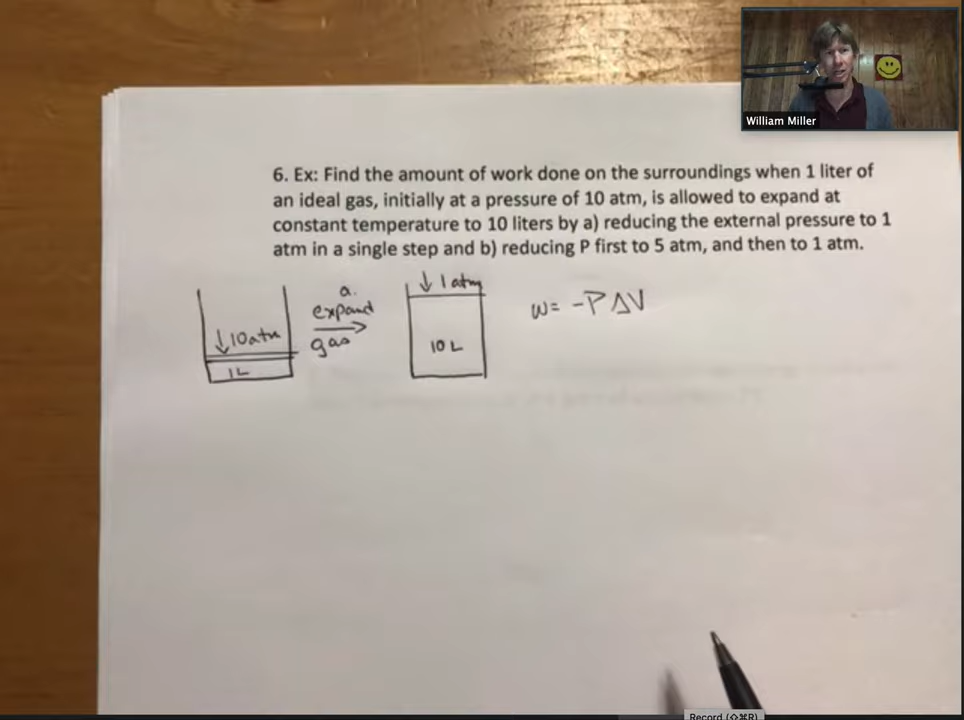 William Miller
6. Ex: Find the amount of work done on the surroundings when 1 liter of
an ideal gas, initially at a pressure of 10 atm, is allowed to expand at
constant temperature to 10 liters by a) reducing the external pressure to 1
atm in a single step and b) reducing P first to 5 atm, and then to 1 atm.
↓ 10 atm
1L
a.
expand
gas
↓ 1 atm
10 L
w= -P ΔV
Record (⇧⌘R)